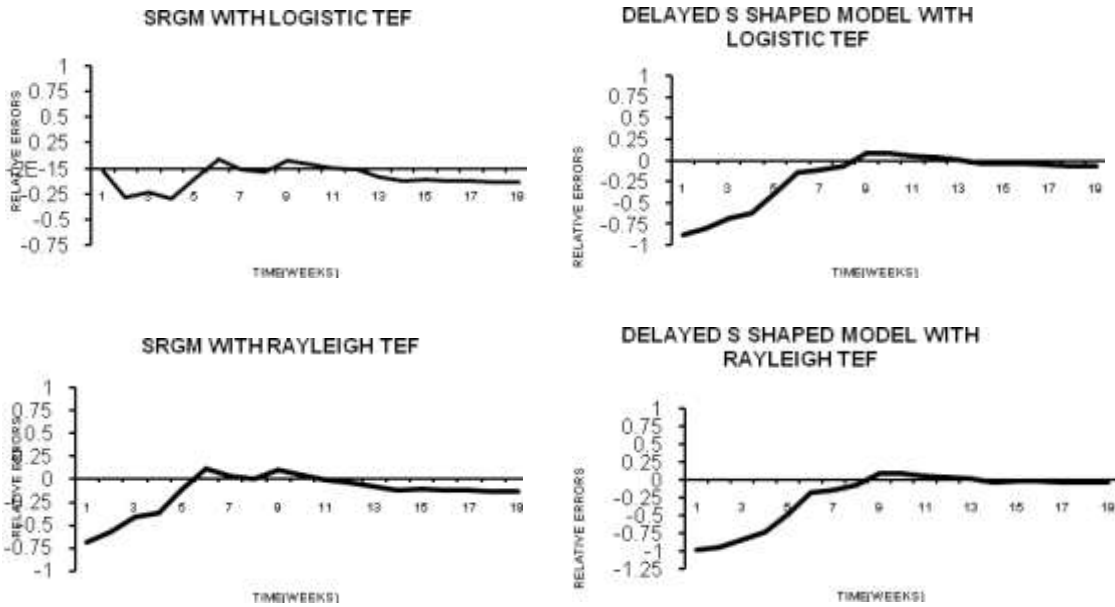 SRGM WITH LOGISTIC TEF
1
0.75
0.5
0.25
2E-15
-0.25
-0.5
-0.75
RELATIVE ERRORS
1 3 5 7 9 11 13 15 17 19
TIME(WEEKS)
DELAYED S SHAPED MODEL WITH
LOGISTIC TEF
1
0.75
0.5
0.25
0
-0.25
-0.5
-0.75
-1
RELATIVE ERRORS
1 3 5 7 9 11 13 15 17 19
TIME(WEEKS)
SRGM WITH RAYLEIGH TEF
1
0.75
0.5
0.25
0
-0.25
-0.5
-0.75
-1
RELATIVE ERRORS
1 3 5 7 9 11 13 15 17 19
TIME(WEEKS)
DELAYED S SHAPED MODEL WITH
RAYLEIGH TEF
1
0.75
0.5
0.25
0
-0.25
-0.5
-0.75
-1
-1.25
RELATIVE ERRORS
1 3 5 7 9 11 13 15 17 19
TIME(WEEKS)